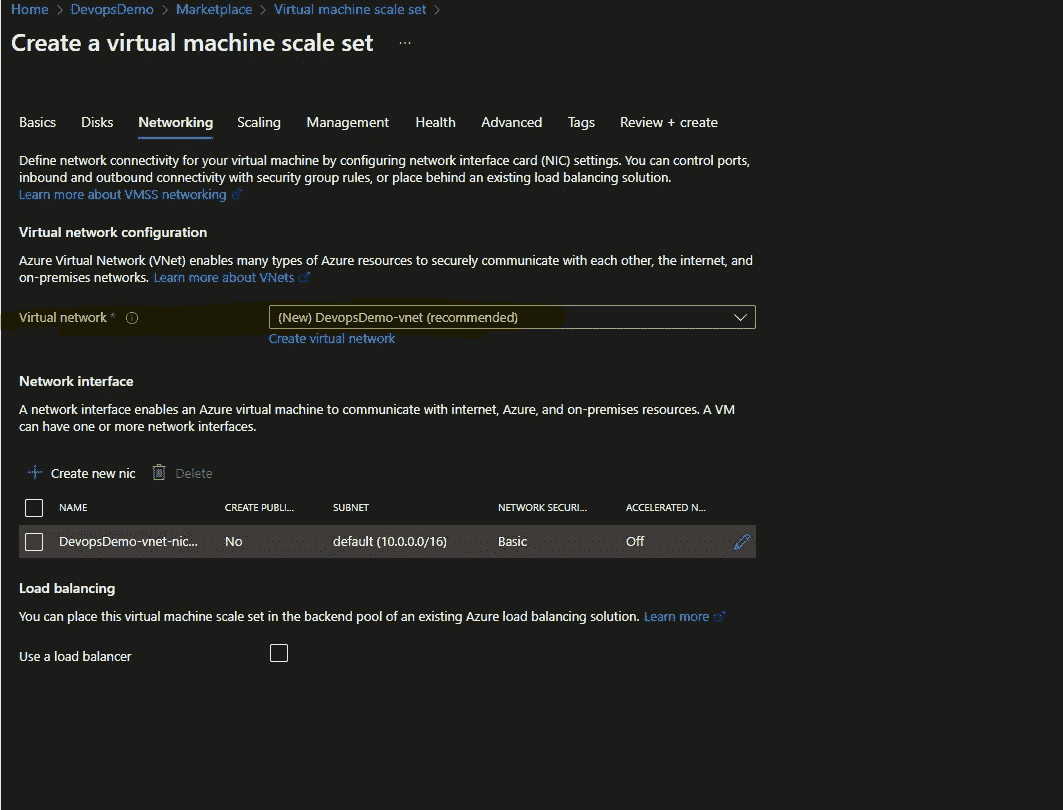 Home > DevopsDemo > Marketplace > Virtual machine scale set >
Create a virtual machine scale set ...
Basics Disks Networking Scaling Management Health Advanced Tags Review + create
Define network connectivity for your virtual machine by configuring network interface card (NIC) settings. You can control ports,
inbound and outbound connectivity with security group rules, or place behind an existing load balancing solution.
Learn more about VMSS networking
Virtual network configuration
Azure Virtual Network (VNet) enables many types of Azure resources to securely communicate with each other, the internet, and
on-premises networks. Learn more about VNets
Virtual network * (New) DevopsDemo-vnet (recommended)
Create virtual network
Network interface
A network interface enables an Azure virtual machine to communicate with internet, Azure, and on-premises resources. A VM
can have one or more network interfaces.
Create new nic Delete
NAME CREATE PUBLI... SUBNET NETWORK SECURI... ACCELERATED N...
DevopsDemo-vnet-nic... No default (10.0.0.0/16) Basic Off
Load balancing
You can place this virtual machine scale set in the backend pool of an existing Azure load balancing solution. Learn more
Use a load balancer